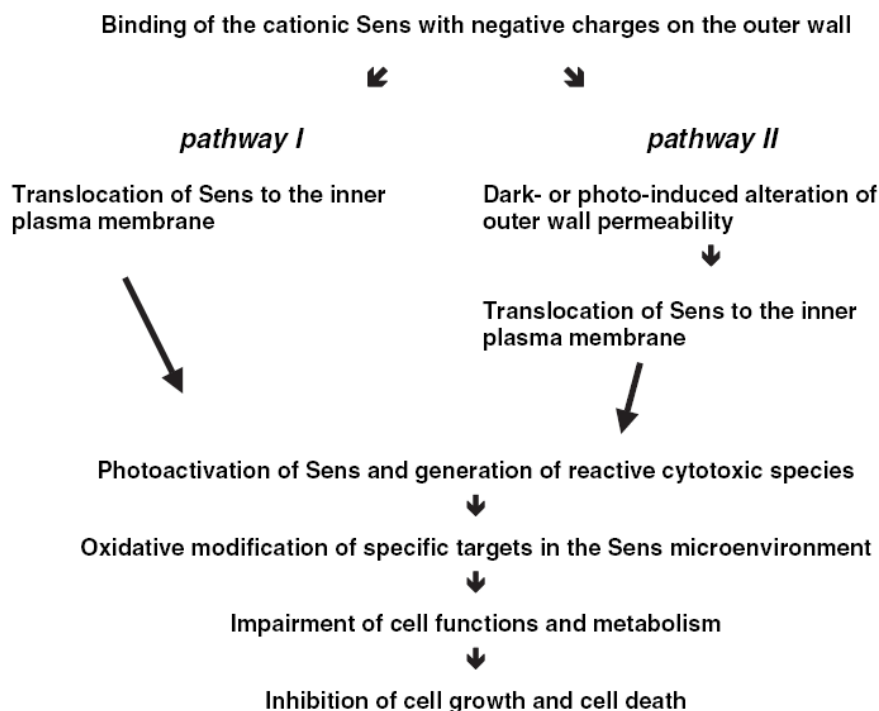 Binding of the cationic Sens with negative charges on the outer wall
pathway I
Translocation of Sens to the inner
plasma membrane
pathway II
Dark- or photo-induced alteration of
outer wall permeability
Translocation of Sens to the inner
plasma membrane
Photoactivation of Sens and generation of reactive cytotoxic species
Oxidative modification of specific targets in the Sens microenvironment
Impairment of cell functions and metabolism
Inhibition of cell growth and cell death